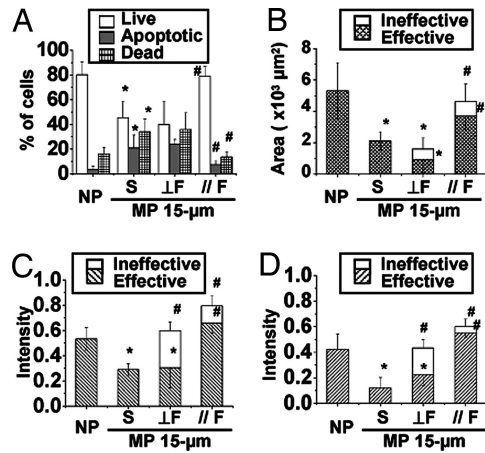 A
Live
Apoptotic
Dead
% of cells
100
80
60
40
20
0
* * * # # #
NP S ⊥F // F
MP 15-µm
B
Ineffective
Effective
Area ( x10³ µm²)
8
6
4
2
0
* * * # #
NP S ⊥F // F
MP 15-µm
C
Ineffective
Effective
Intensity
1.0
0.8
0.6
0.4
0.2
0.0
* # * # #
NP S ⊥F // F
MP 15-µm
D
Ineffective
Effective
Intensity
1.0
0.8
0.6
0.4
0.2
0.0
* # * # #
NP S ⊥F // F
MP 15-µm